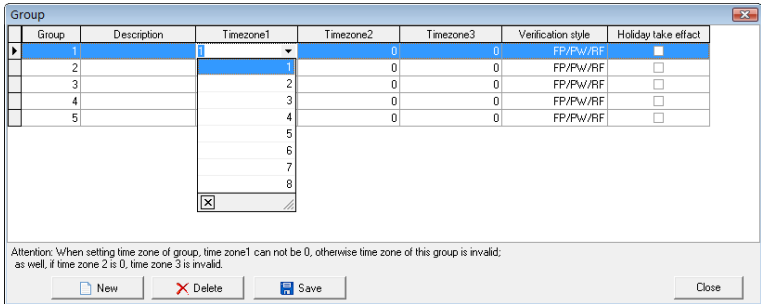 Group
Group Description Timezone1 Timezone2 Timezone3 Verification style Holiday take effact
1 1 0 0 FP/PW/RF
2 1 0 0 FP/PW/RF
3 2 0 0 FP/PW/RF
4 3 0 0 FP/PW/RF
5 4 0 0 FP/PW/RF
5
6
7
8
Attention: When setting time zone of group, time zone1 can not be 0, otherwise time zone of this group is invalid;
as well, if time zone 2 is 0, time zone 3 is invalid.
New Delete Save Close